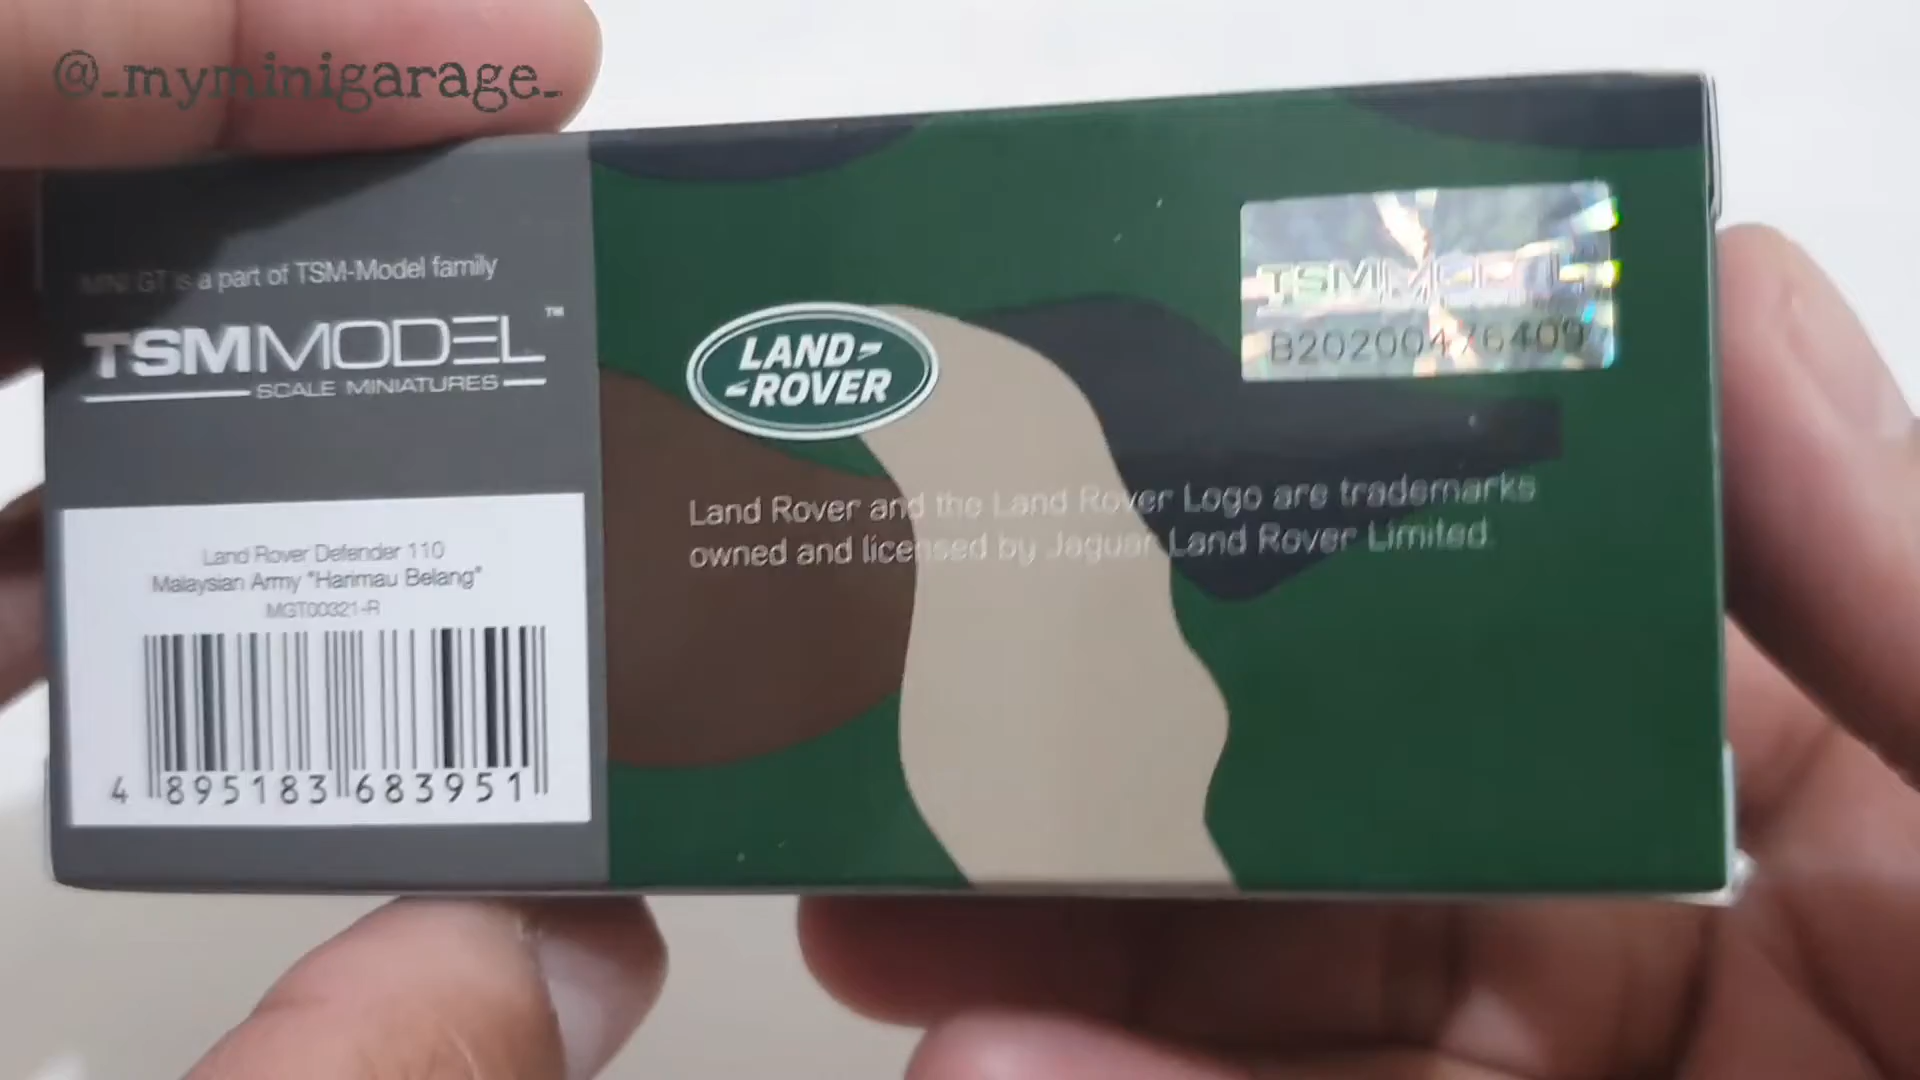 @_myminigarage_
MINI GT is a part of TSM-Model family
TSMMODEL™
SCALE MINIATURES
Land Rover Defender 110
Malaysian Army "Harimau Belang"
MGT00321-R
4 895183 683951
LAND
ROVER
Land Rover and the Land Rover Logo are trademarks
owned and licensed by Jaguar Land Rover Limited.
TSMMODEL
B20200476409